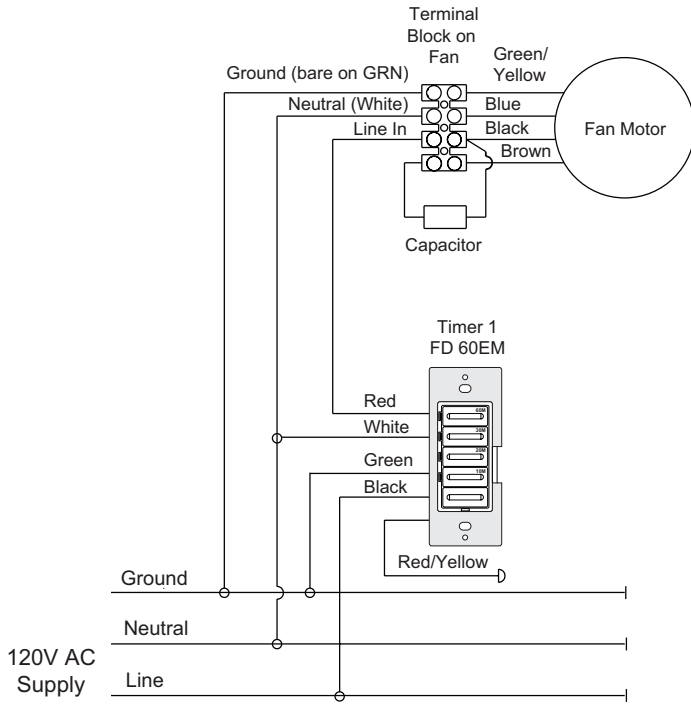 Terminal
Block on
Fan
Ground (bare on GRN)
Green/
Yellow
Neutral (White)
Blue
Line In
Black
Brown
Fan Motor
Capacitor
Timer 1
FD 60EM
Red
60M
White
30M
20M
Green
10M
Black
Red/Yellow
Ground
Neutral
120V AC
Supply
Line